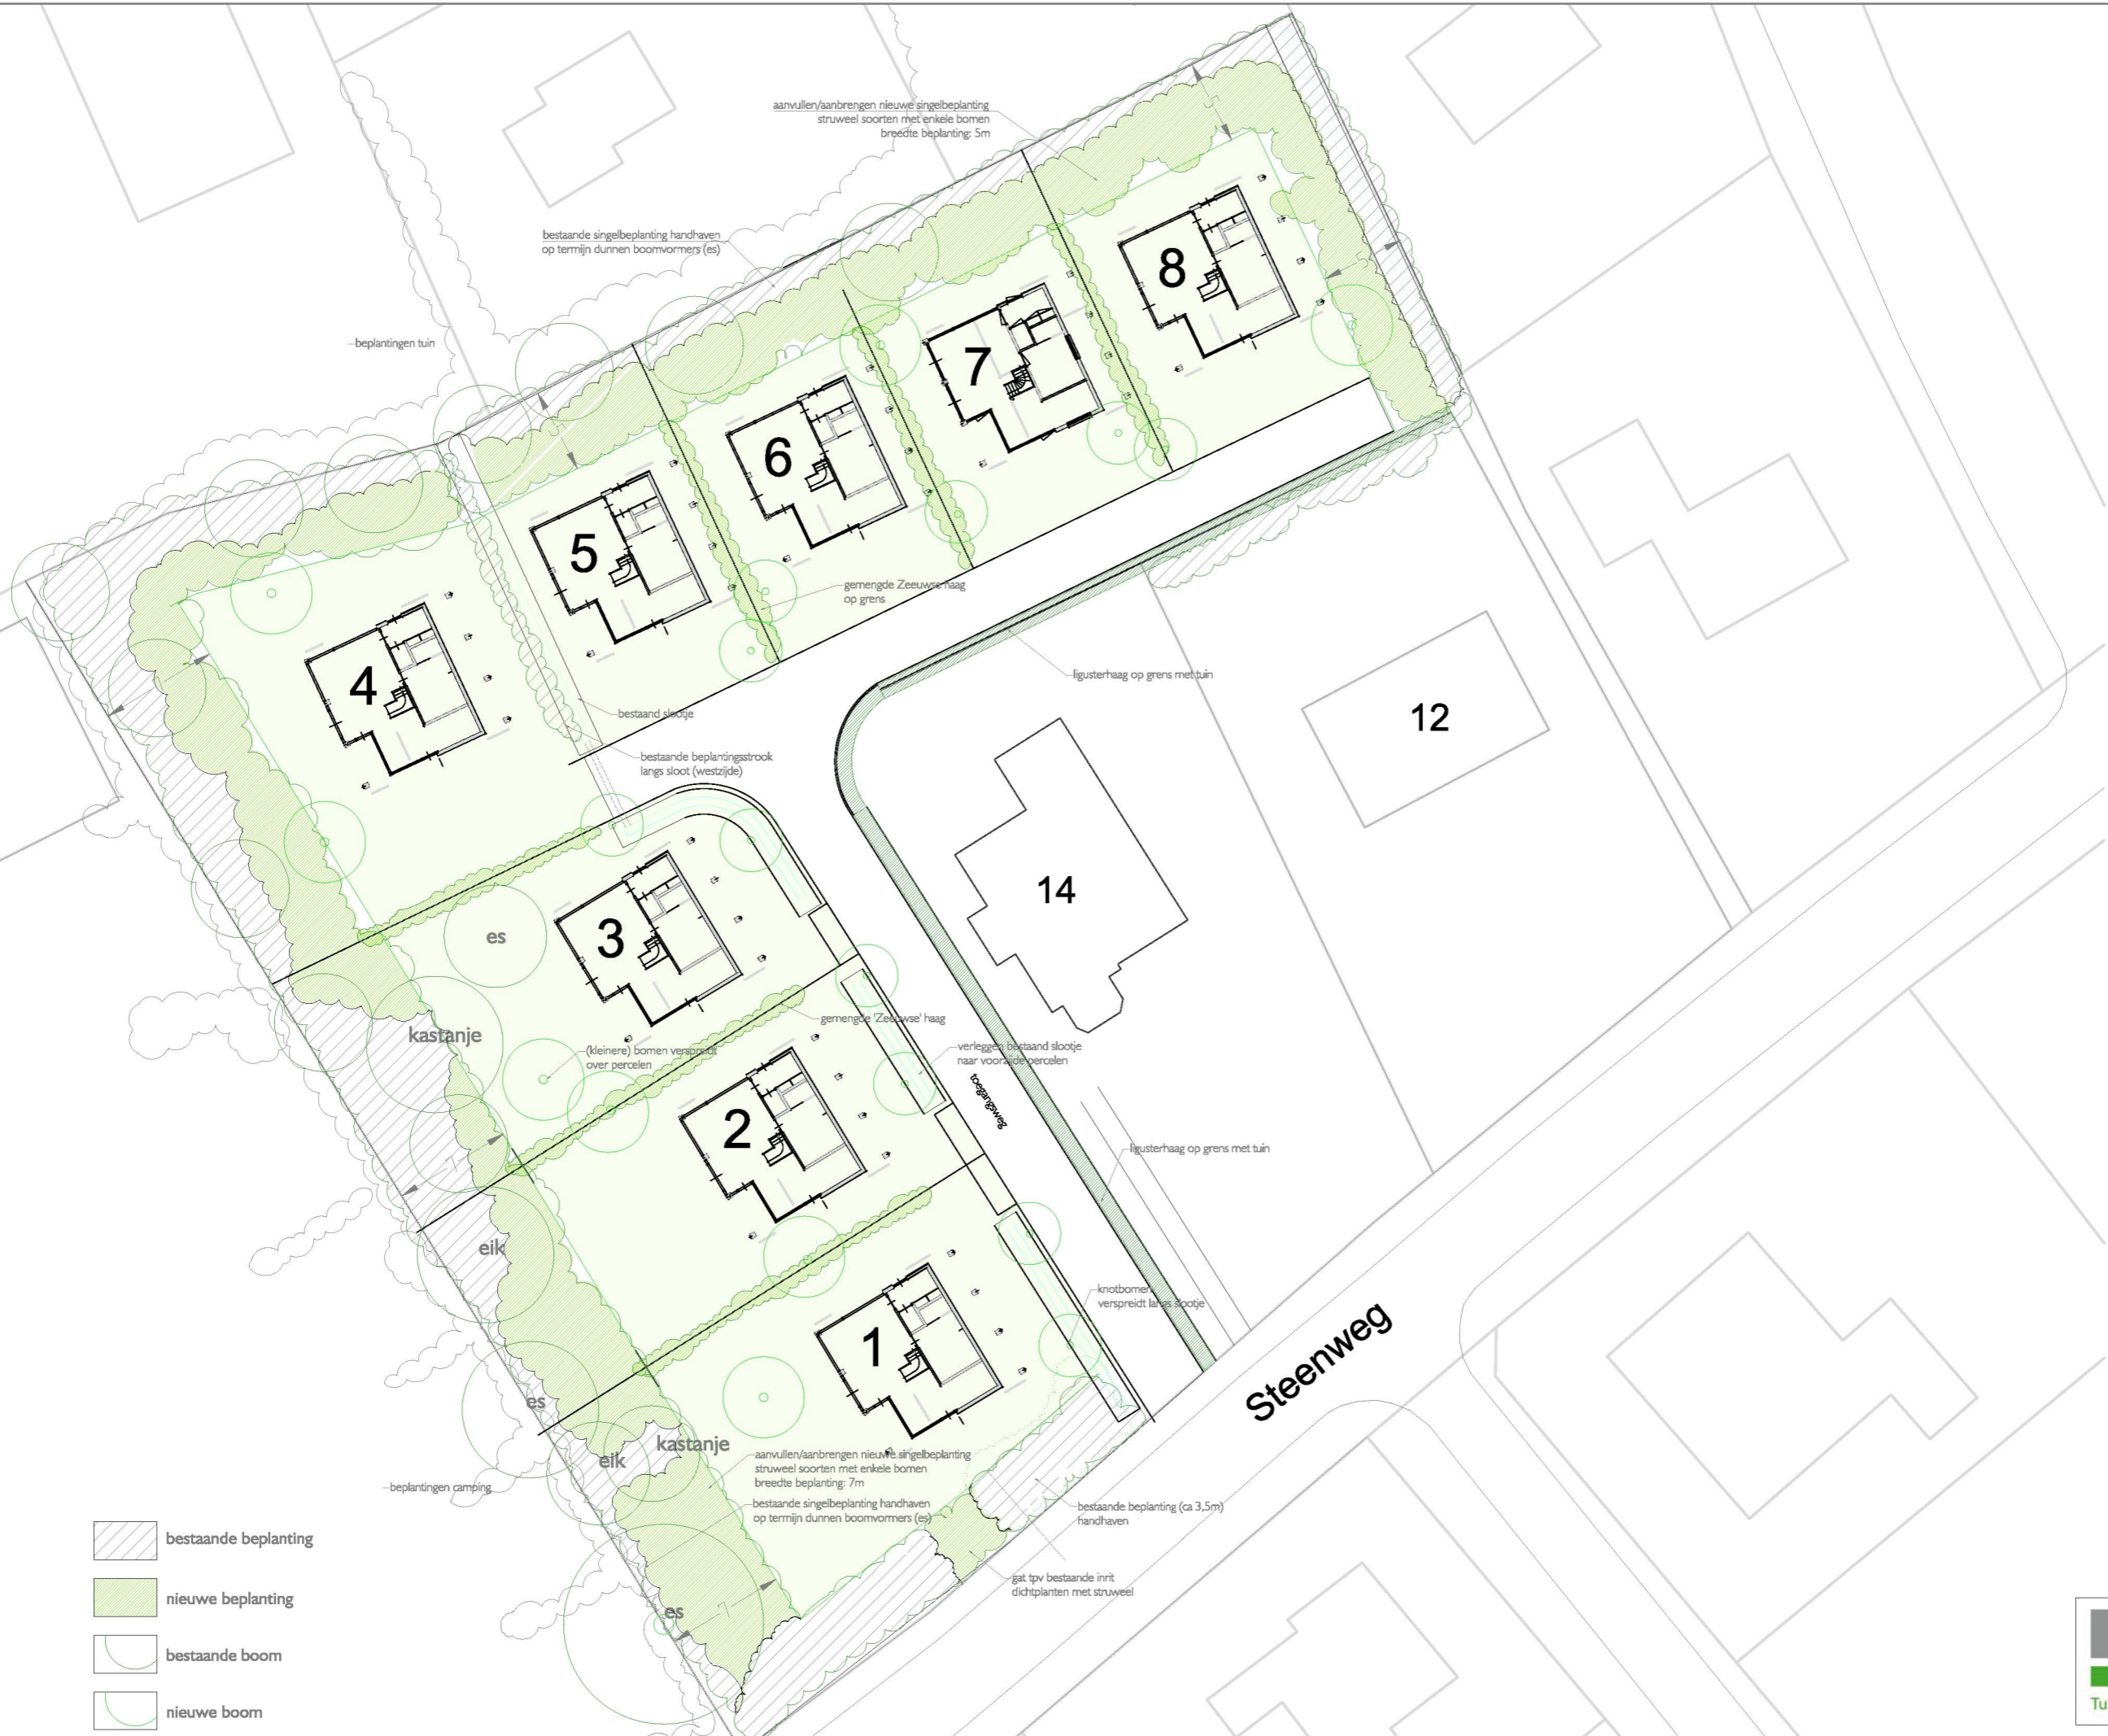 aanvullen/aanbrengen nieuwe singelbeplanting
struweel soorten met enkele bomen
breedte beplanting: 5m
bestaande singelbeplanting handhaven
op termijn dunnen boomvormers (es)
beplantingen tuin
8
7
6
5
4
gemengde Zeeuwse haag
op grens
ligusterhaag op grens met tuin
bestaand slootje
bestaande beplantingsstrook
langs sloot (westzijde)
12
14
3
es
kastanje
gemengde 'Zeeuwse' haag
(kleinere) bomen verspreidt
over percelen
verleggen bestaand slootje
naar voorzijde percelen
toegangsweg
2
ligusterhaag op grens met tuin
eik
knotbomen
verspreidt langs slootje
1
Steenweg
es
kastanje
eik
aanvullen/aanbrengen nieuwe singelbeplanting
struweel soorten met enkele bomen
breedte beplanting: 7m
beplantingen camping
bestaande singelbeplanting handhaven
op termijn dunnen boomvormers (es)
bestaande beplanting (ca 3,5m)
handhaven
gat tpv bestaande inrit
dichtplanten met struweel
es
bestaande beplanting
nieuwe beplanting
bestaande boom
nieuwe boom
Tu